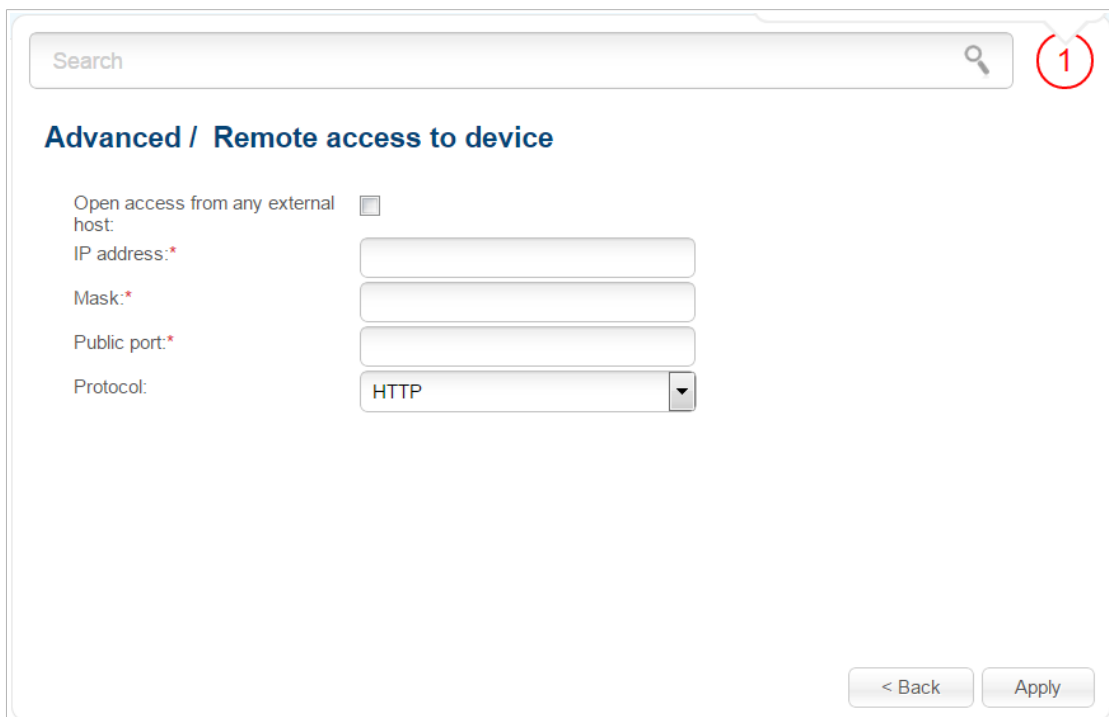 Search
1
Advanced / Remote access to device
Open access from any external
host:
IP address:*
Mask:*
Public port:*
Protocol:
HTTP
< Back
Apply